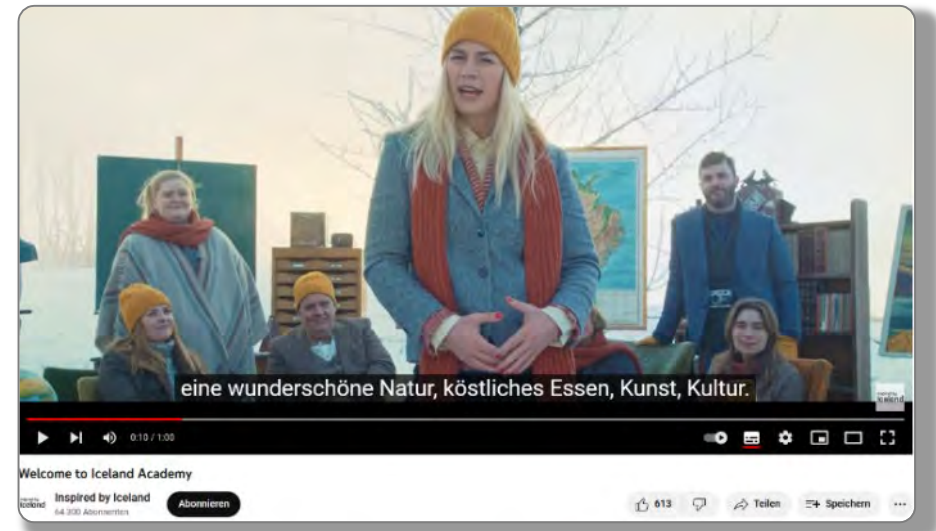 eine wunderschöne Natur, köstliches Essen, Kunst, Kultur.
0:10 / 1:00
Welcome to Iceland Academy
Inspired by Iceland
64.300 Abonnenten
Abonnieren
613
Teilen
Speichern